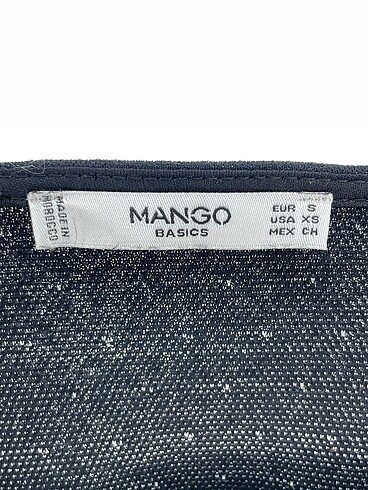 MADE IN
MOROCCO
MANGO
BASICS
EUR S
USA XS
MEX CH